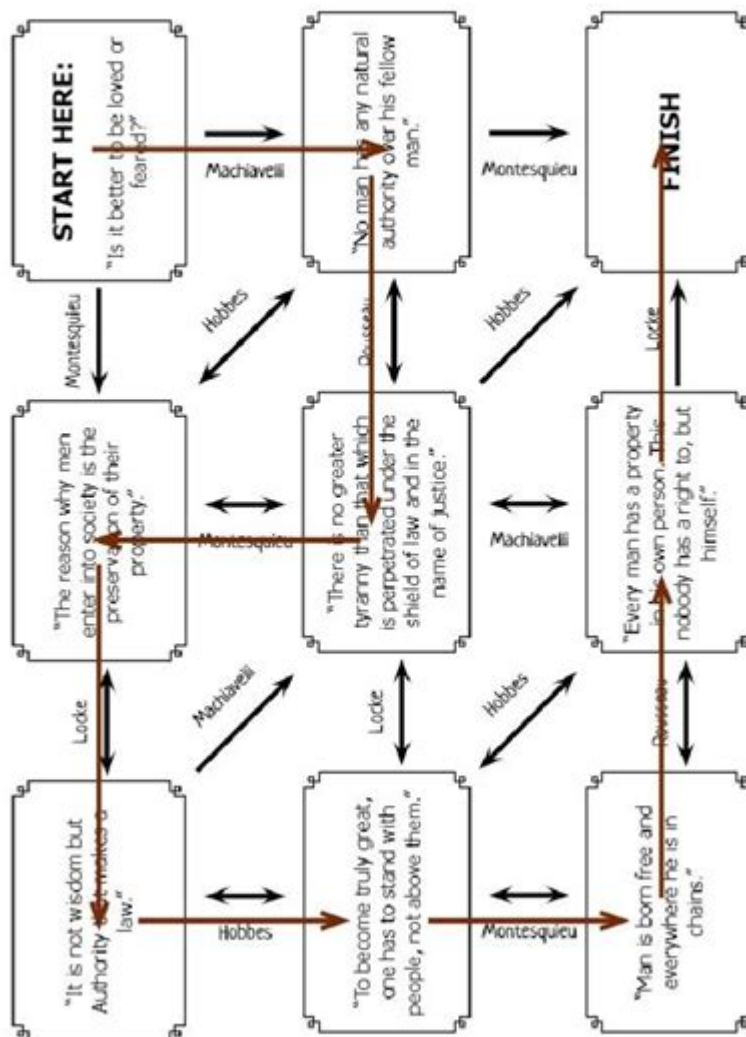 START HERE:
"Is it better to be loved or
feared?"
Machiavelli
"No man has any natural
authority over his fellow
man."
Montesquieu
FINISH
Montesquieu
Hobbes
Rousseau
Hobbes
Locke
"The reason why men
enter into society is the
preservation of their
property."
Montesquieu
"There is no greater
tyranny than that which
is perpetrated under the
shield of law and in the
name of justice."
Machiavelli
"Every man has a property
in his own person. This
nobody has a right to, but
himself."
Locke
Machiavelli
Locke
Hobbes
Rousseau
"It is not wisdom but
Authority that makes a
law."
Hobbes
"To become truly great,
one has to stand with
people, not above them."
Montesquieu
"Man is born free and
everywhere he is in
chains."